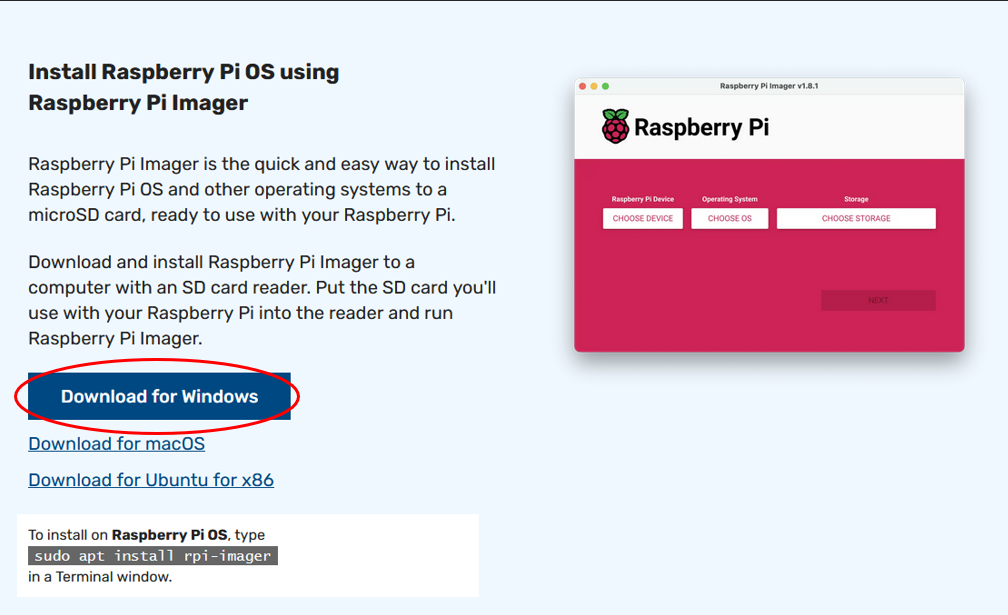 Install Raspberry Pi OS using
Raspberry Pi Imager
Raspberry Pi Imager is the quick and easy way to install
Raspberry Pi OS and other operating systems to a
microSD card, ready to use with your Raspberry Pi.
Download and install Raspberry Pi Imager to a
computer with an SD card reader. Put the SD card you'll
use with your Raspberry Pi into the reader and run
Raspberry Pi Imager.
Download for Windows
Download for macOS
Download for Ubuntu for x86
To install on Raspberry Pi OS, type
sudo apt install rpi-imager
in a Terminal window.
Raspberry Pi Imager v1.8.1
Raspberry Pi
Raspberry Pi Device Operating System Storage
CHOOSE DEVICE CHOOSE OS CHOOSE STORAGE
NEXT